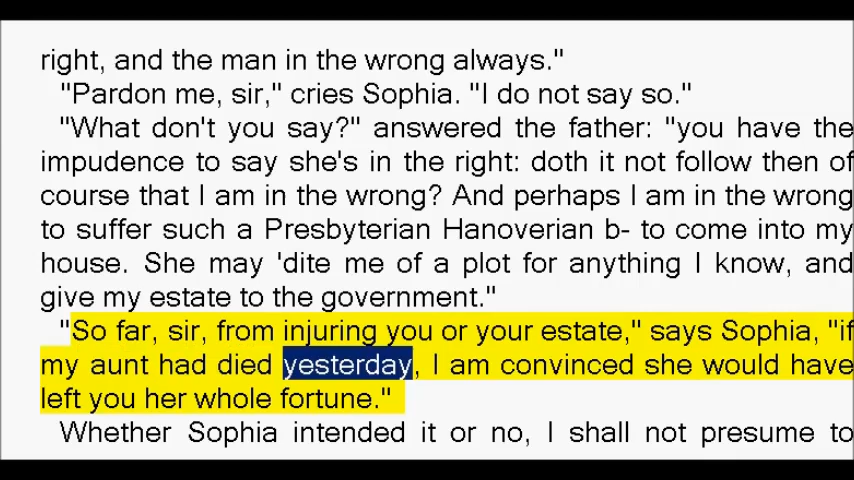 right, and the man in the wrong always."
"Pardon me, sir," cries Sophia. "I do not say so."
"What don't you say?" answered the father: "you have the
impudence to say she's in the right: doth it not follow then of
course that I am in the wrong? And perhaps I am in the wrong
to suffer such a Presbyterian Hanoverian b- to come into my
house. She may 'dite me of a plot for anything I know, and
give my estate to the government."
"So far, sir, from injuring you or your estate," says Sophia, "if
my aunt had died yesterday, I am convinced she would have
left you her whole fortune."
Whether Sophia intended it or no, I shall not presume to